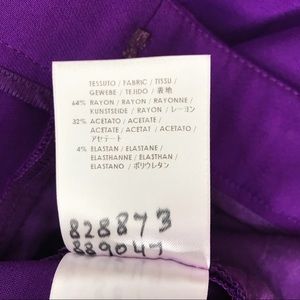 TESSUTO / FABRIC / TISSU /
GEWEBE / TEJIDO / 表地
64% RAYON / RAYON / RAYONNE /
KUNSTSEIDE / RAYON / レーヨン
32% ACETATO / ACETATE /
ACETATE / ACETAT / ACETATO /
アセテート
4% ELASTAN / ELASTANE /
ELASTHANNE / ELASTHAN /
ELASTANO / ポリウレタン
828873
889047